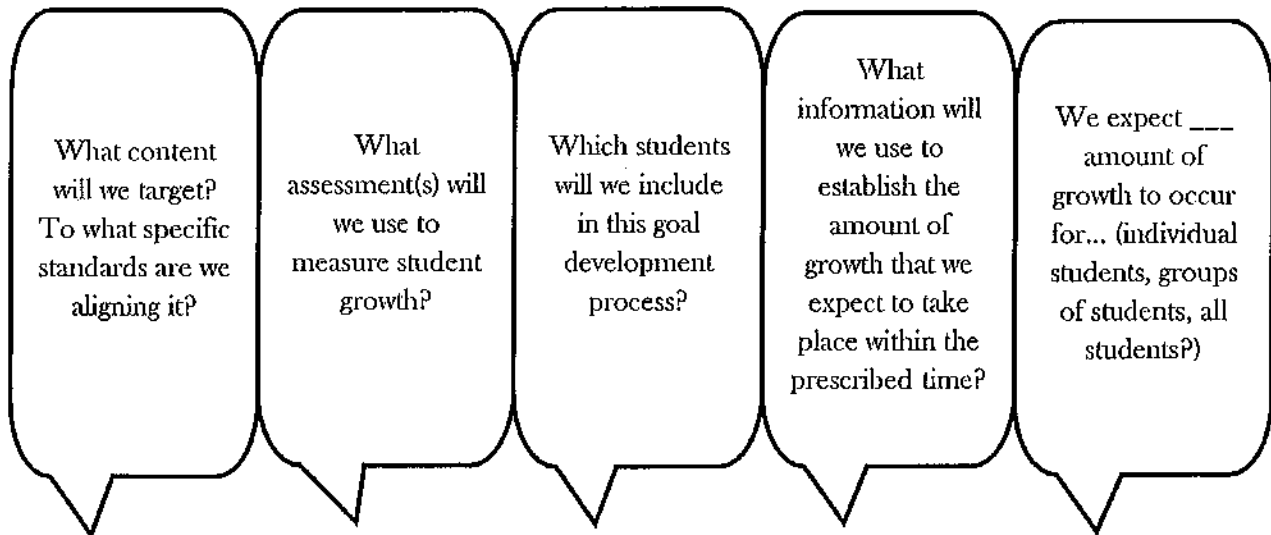 What content
will we target?
To what specific
standards are we
aligning it?
What
assessment(s) will
we use to
measure student
growth?
Which students
will we include
in this goal
development
process?
What
information will
we use to
establish the
amount of
growth that we
expect to take
place within the
prescribed time?
We expect ___
amount of
growth to occur
for... (individual
students, groups
of students, all
students?)